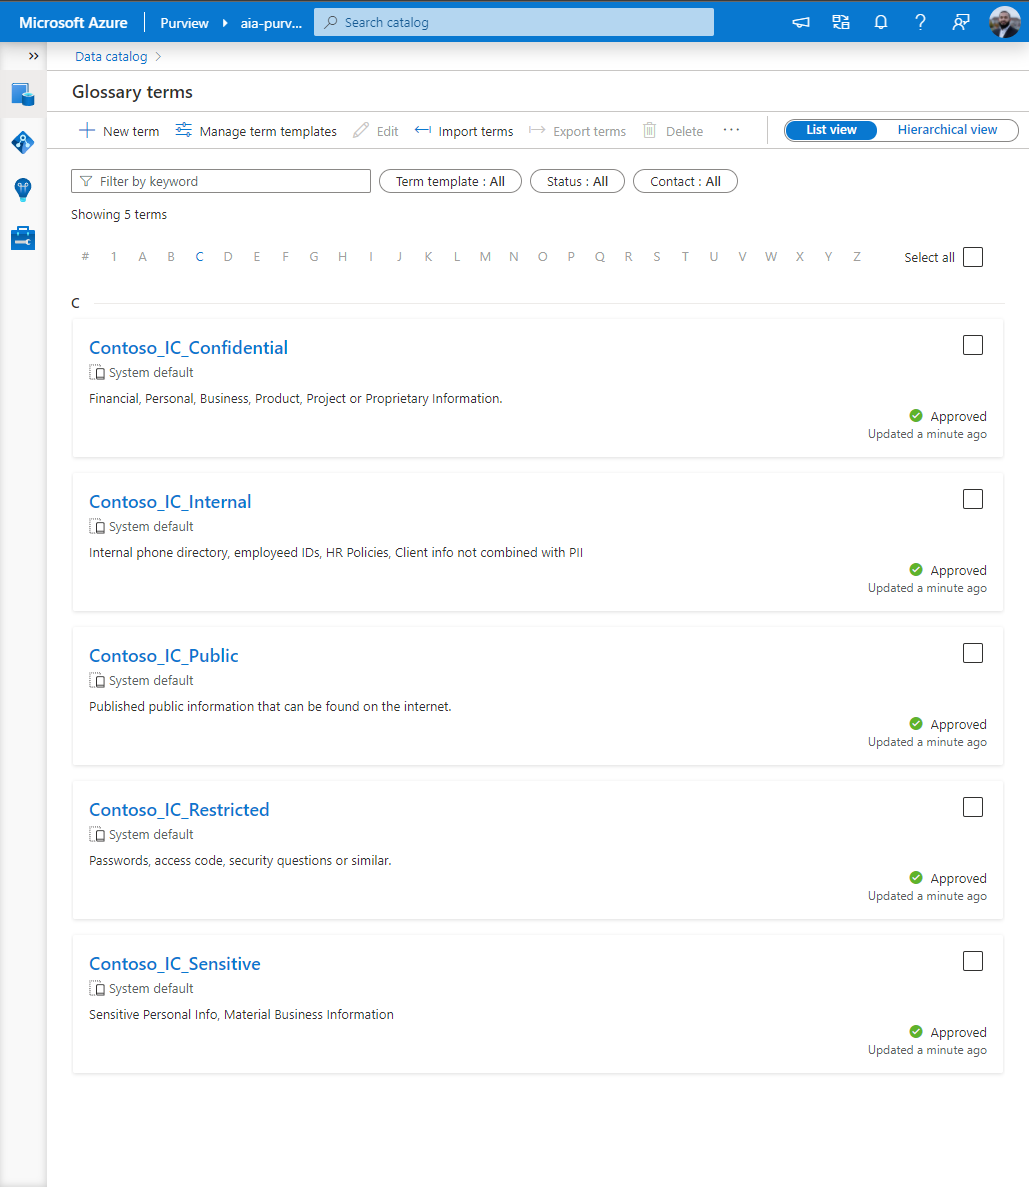 Microsoft Azure Purview aia-purv... Search catalog
Data catalog
Glossary terms
New term Manage term templates Edit Import terms Export terms Delete ... List view Hierarchical view
Filter by keyword Term template : All Status : All Contact : All
Showing 5 terms
# 1 A B C D E F G H I J K L M N O P Q R S T U V W X Y Z Select all
C
Contoso_IC_Confidential
System default
Financial, Personal, Business, Product, Project or Proprietary Information.
Approved
Updated a minute ago
Contoso_IC_Internal
System default
Internal phone directory, employeed IDs, HR Policies, Client info not combined with PII
Approved
Updated a minute ago
Contoso_IC_Public
System default
Published public information that can be found on the internet.
Approved
Updated a minute ago
Contoso_IC_Restricted
System default
Passwords, access code, security questions or similar.
Approved
Updated a minute ago
Contoso_IC_Sensitive
System default
Sensitive Personal Info, Material Business Information
Approved
Updated a minute ago